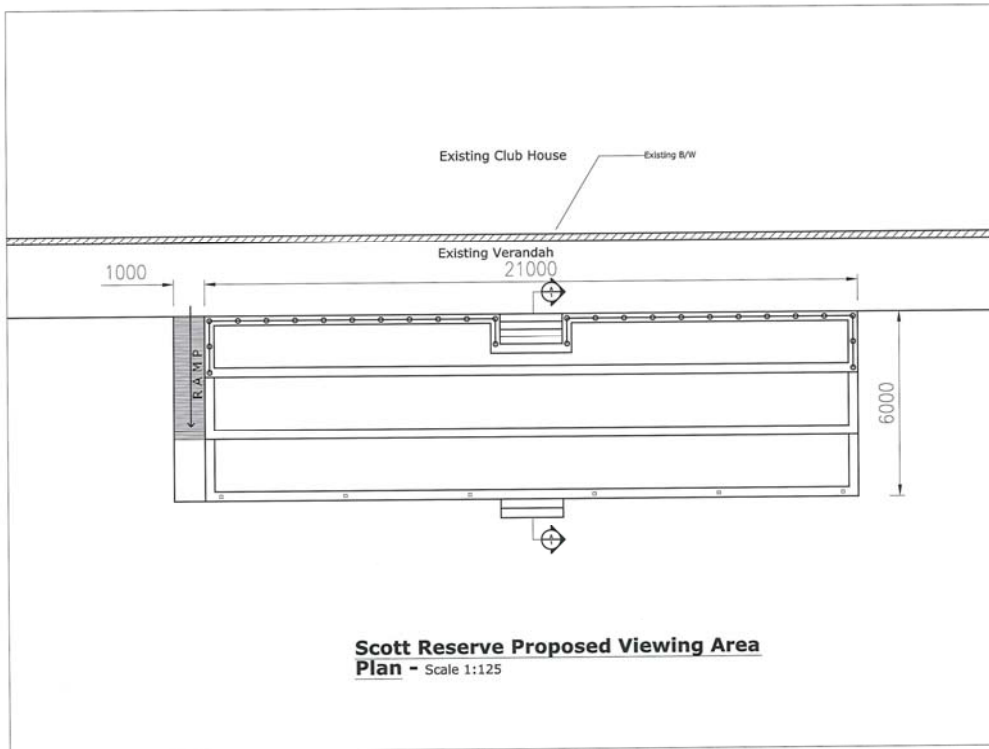 Existing Club House
Existing B/W
Existing Verandah
1000
21000
RAMP
6000
Scott Reserve Proposed Viewing Area
Plan - Scale 1:125